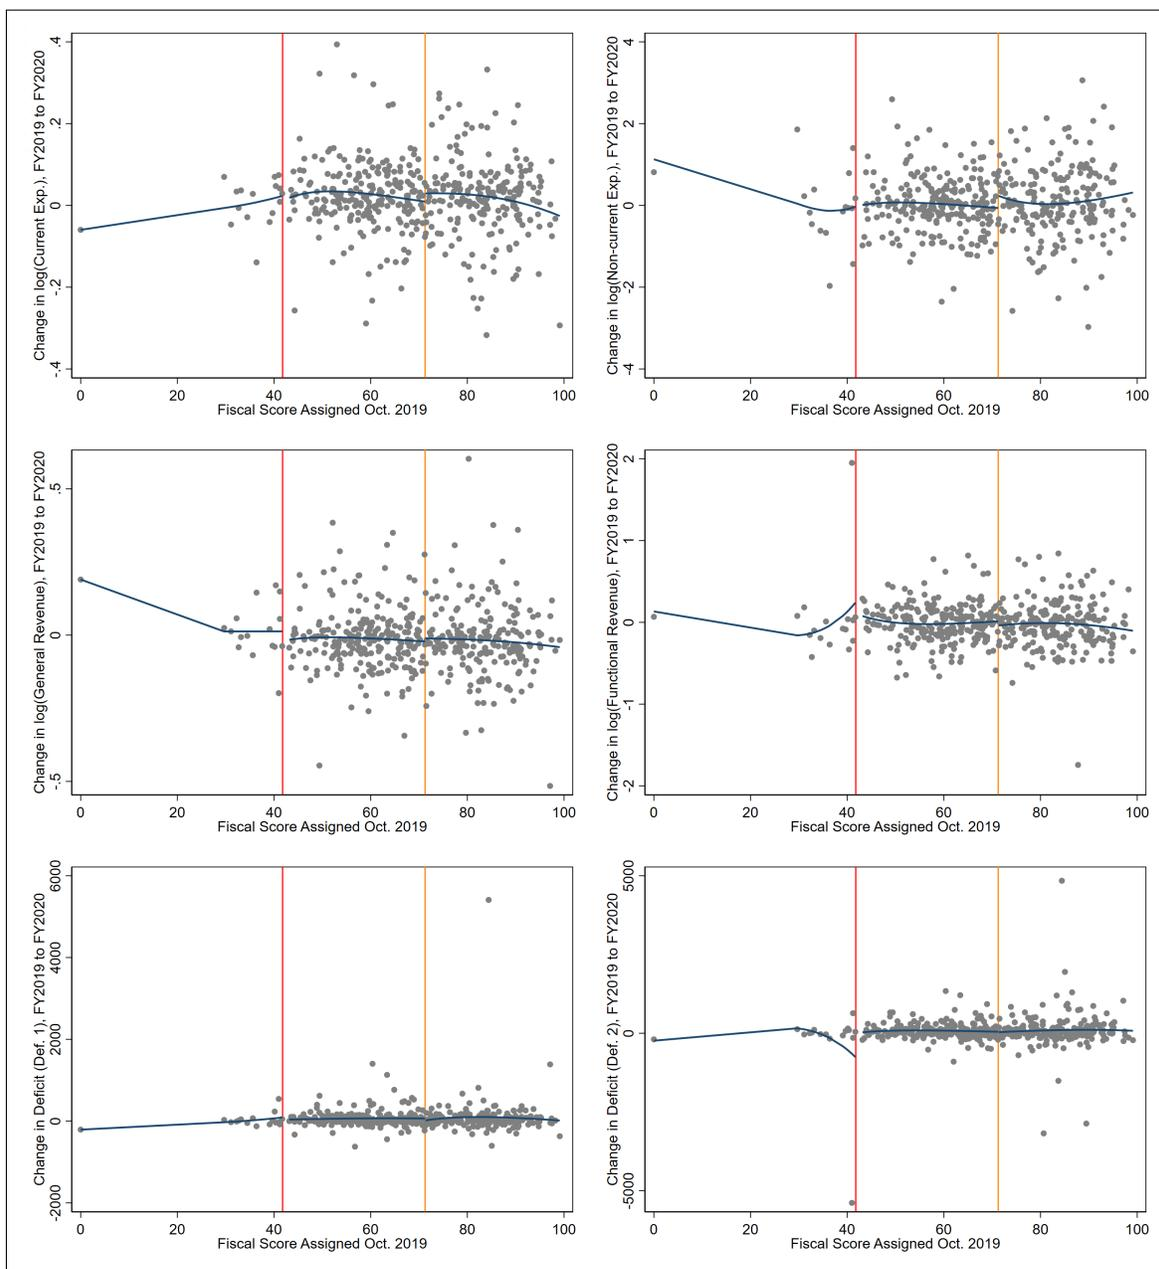 Change in log(Current Exp.), FY2019 to FY2020
.4
.2
0
-.2
-.4
0 20 40 60 80 100
Fiscal Score Assigned Oct. 2019
Change in log(Non-current Exp.), FY2019 to FY2020
4
2
0
-2
-4
0 20 40 60 80 100
Fiscal Score Assigned Oct. 2019
Change in log(General Revenue), FY2019 to FY2020
.5
0
-.5
0 20 40 60 80 100
Fiscal Score Assigned Oct. 2019
Change in log(Functional Revenue), FY2019 to FY2020
2
1
0
-1
-2
0 20 40 60 80 100
Fiscal Score Assigned Oct. 2019
Change in Deficit (Def. 1), FY2019 to FY2020
6000
4000
2000
0
-2000
0 20 40 60 80 100
Fiscal Score Assigned Oct. 2019
Change in Deficit (Def. 2), FY2019 to FY2020
5000
0
-5000
0 20 40 60 80 100
Fiscal Score Assigned Oct. 2019